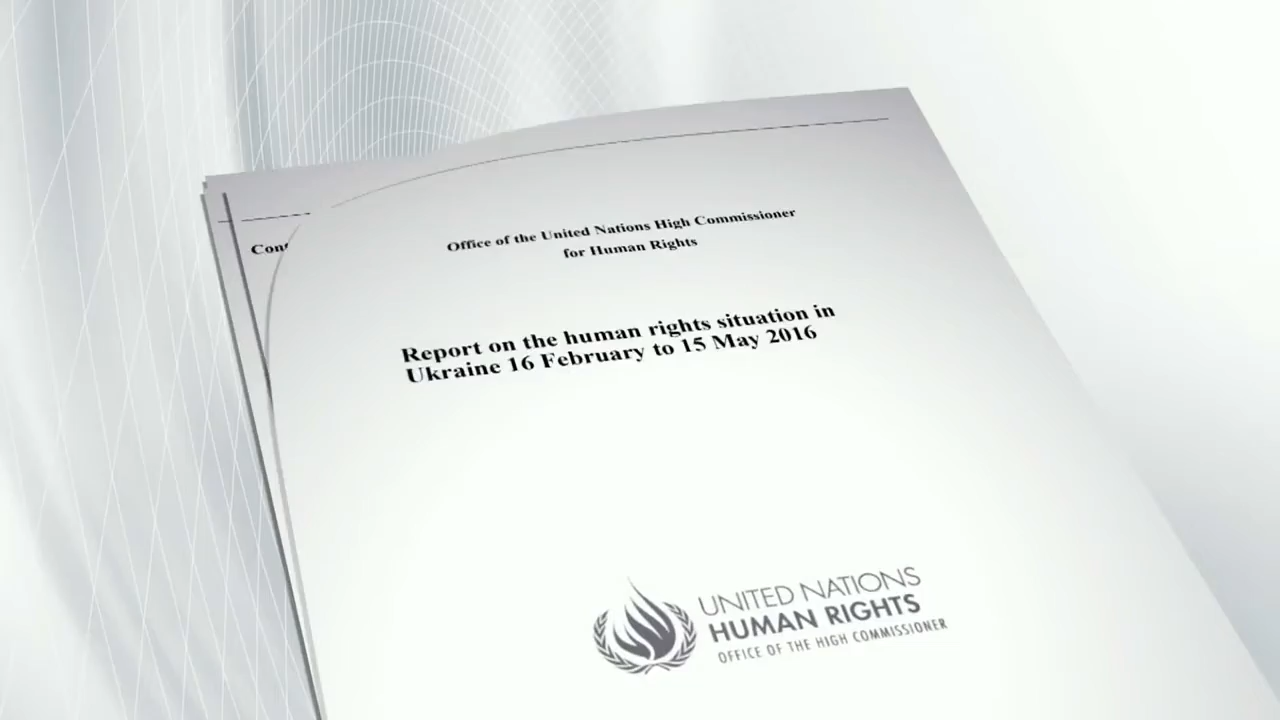 Office of the United Nations High Commissioner
for Human Rights
Report on the human rights situation in
Ukraine 16 February to 15 May 2016
UNITED NATIONS
HUMAN RIGHTS
OFFICE OF THE HIGH COMMISSIONER